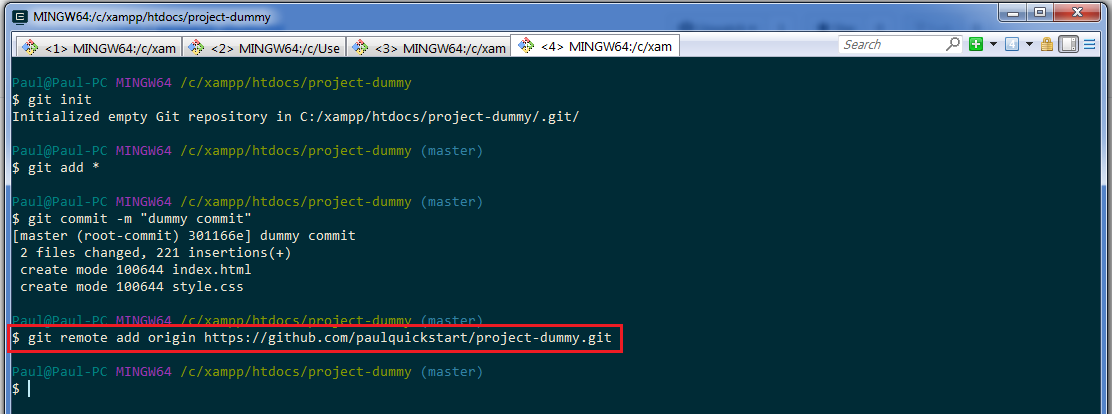 MINGW64:/c/xampp/htdocs/project-dummy
<1> MINGW64:/c/xam <2> MINGW64:/c/Use <3> MINGW64:/c/xam <4> MINGW64:/c/xam Search
Paul@Paul-PC MINGW64 /c/xampp/htdocs/project-dummy
$ git init
Initialized empty Git repository in C:/xampp/htdocs/project-dummy/.git/
Paul@Paul-PC MINGW64 /c/xampp/htdocs/project-dummy (master)
$ git add *
Paul@Paul-PC MINGW64 /c/xampp/htdocs/project-dummy (master)
$ git commit -m "dummy commit"
[master (root-commit) 301166e] dummy commit
 2 files changed, 221 insertions(+)
 create mode 100644 index.html
 create mode 100644 style.css
Paul@Paul-PC MINGW64 /c/xampp/htdocs/project-dummy (master)
$ git remote add origin https://github.com/paulquickstart/project-dummy.git
Paul@Paul-PC MINGW64 /c/xampp/htdocs/project-dummy (master)
$